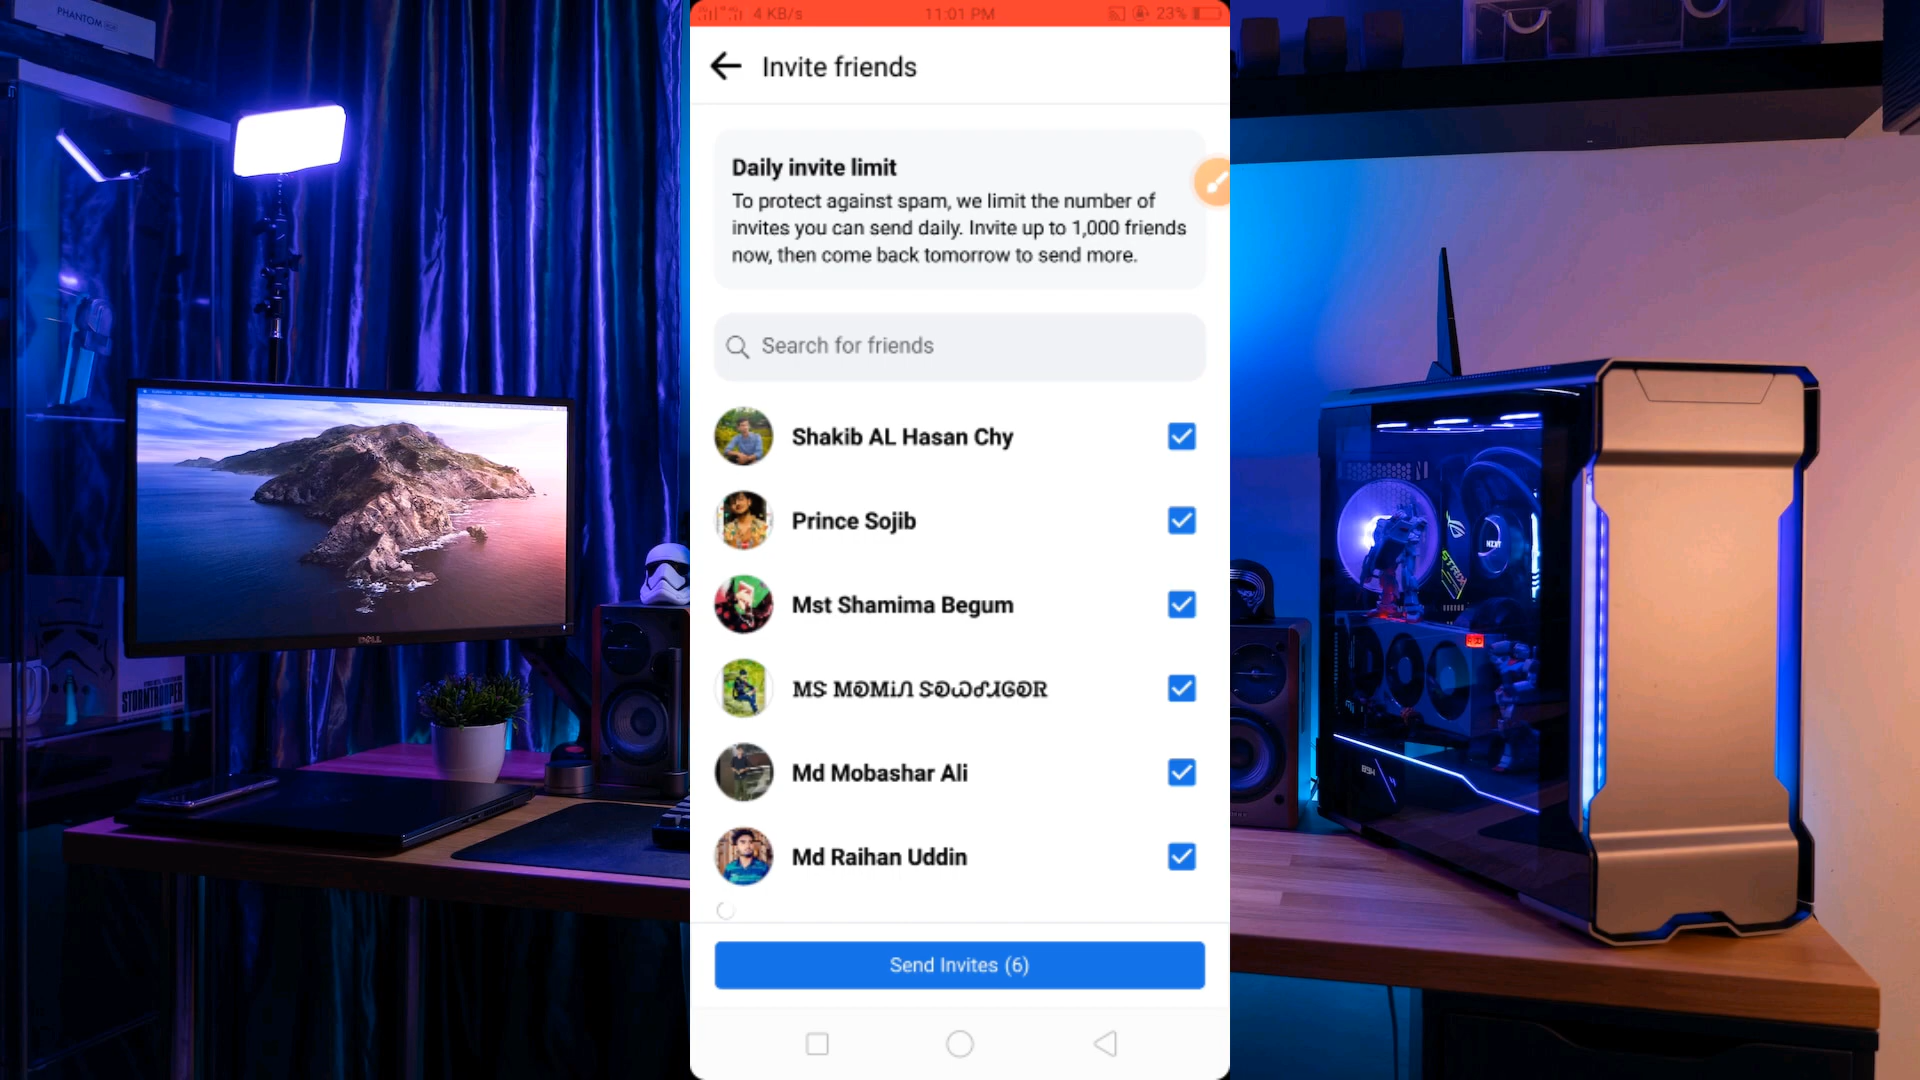 4 KB/s 11:01 PM 23%
Invite friends
Daily invite limit
To protect against spam, we limit the number of
invites you can send daily. Invite up to 1,000 friends
now, then come back tomorrow to send more.
Search for friends
Shakib AL Hasan Chy
Prince Sojib
Mst Shamima Begum
Md Mobashar Ali
Md Raihan Uddin
Send Invites (6)
PHANTOM
DELL
STORMTROOPER
NZXT
STRIX